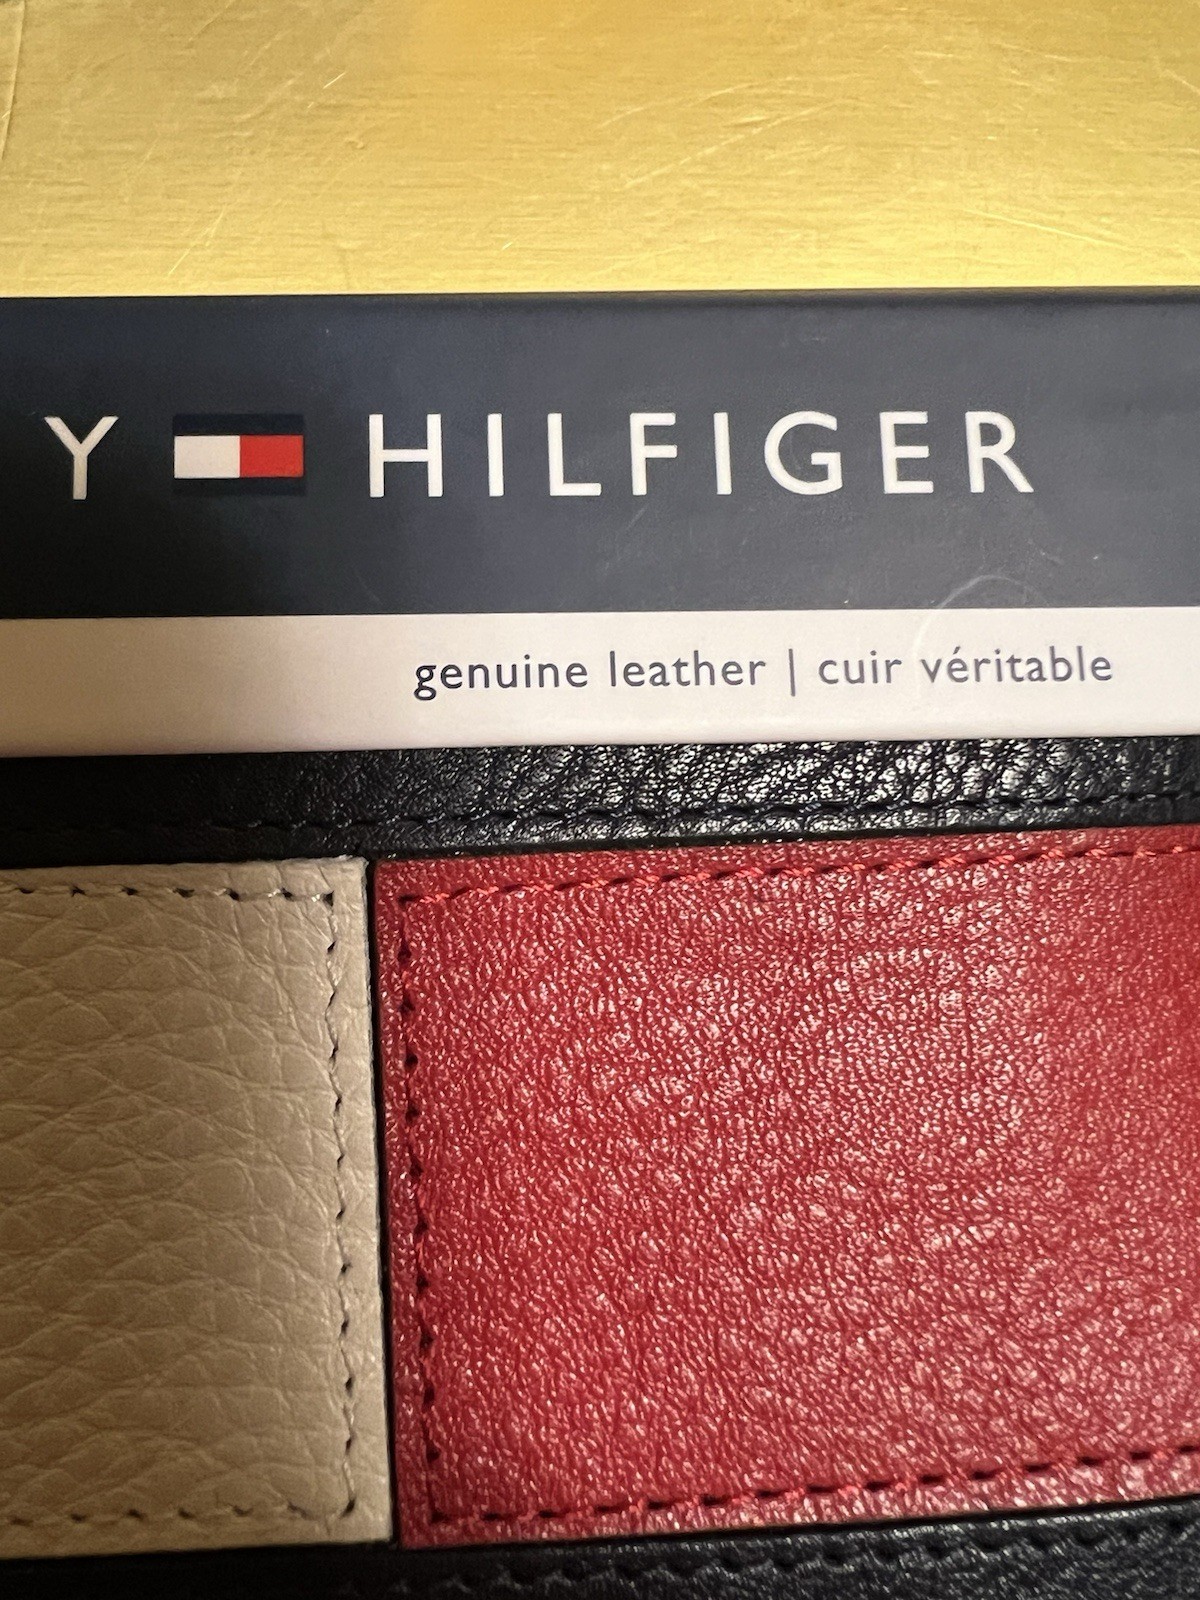 Y HILFIGER
genuine leather | cuir véritable